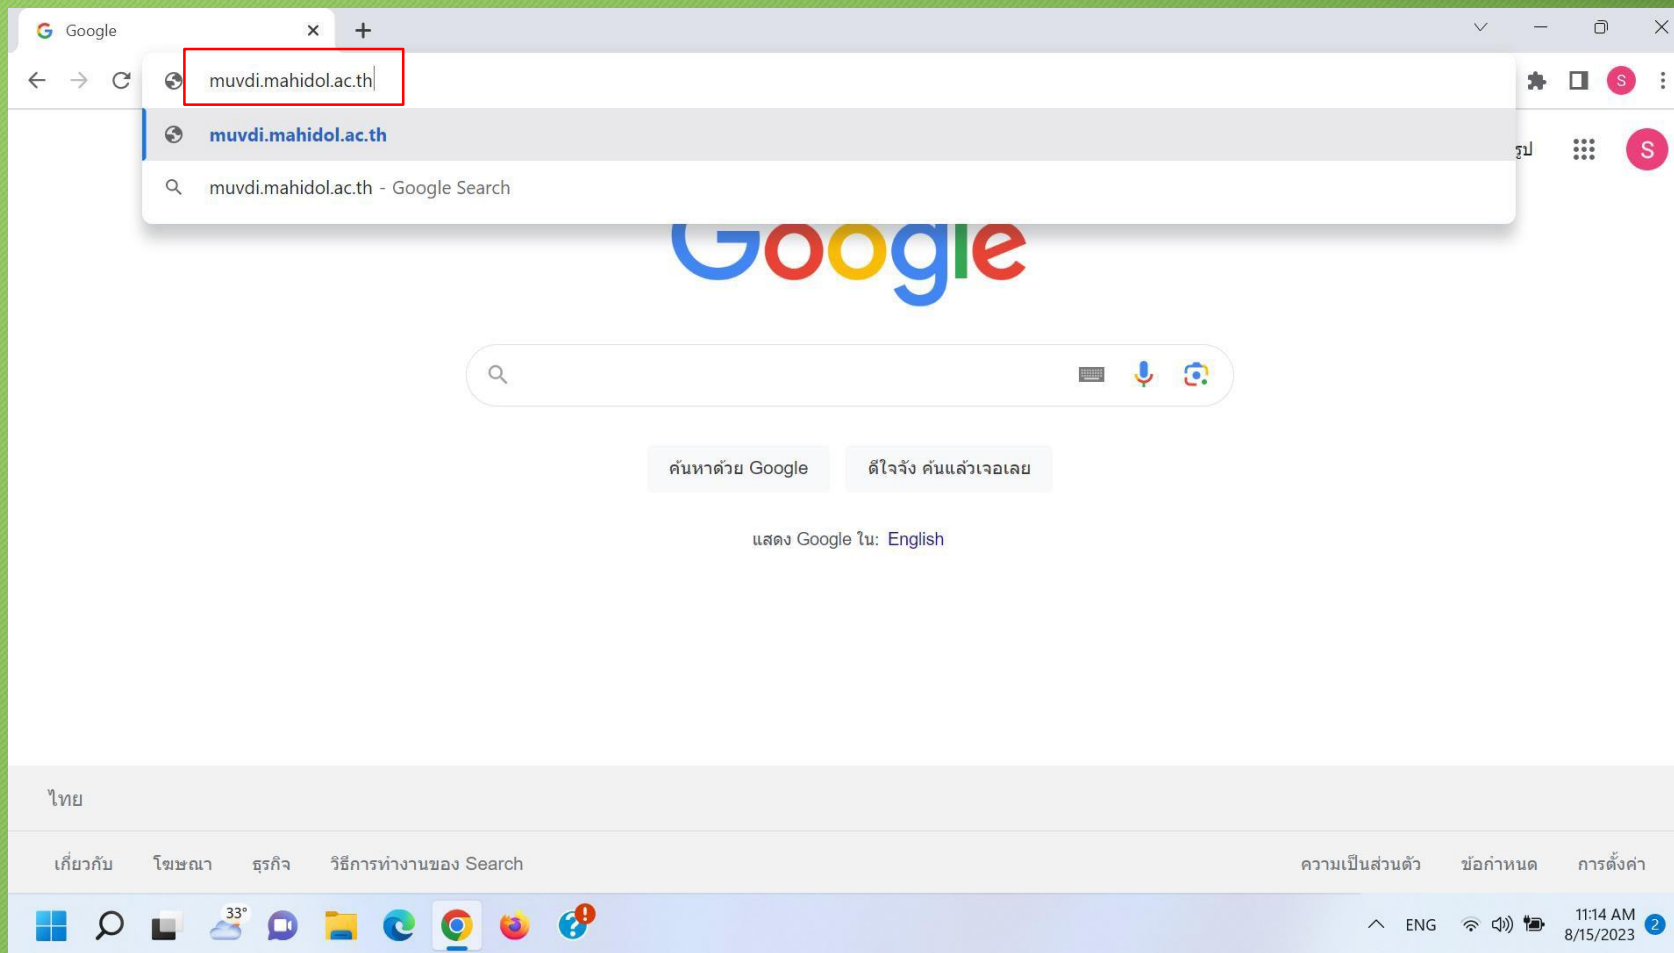 Google
muvdi.mahidol.ac.th
S
muvdi.mahidol.ac.th
muvdi.mahidol.ac.th - Google Search
รูป
S
Google
ค้นหาด้วย Google
ดีใจจัง ค้นแล้วเจอเลย
แสดง Google ใน: English
ไทย
เกี่ยวกับ
โฆษณา
ธุรกิจ
วิธีการทำงานของ Search
ความเป็นส่วนตัว
ข้อกำหนด
การตั้งค่า
33°
ENG
11:14 AM
8/15/2023
2